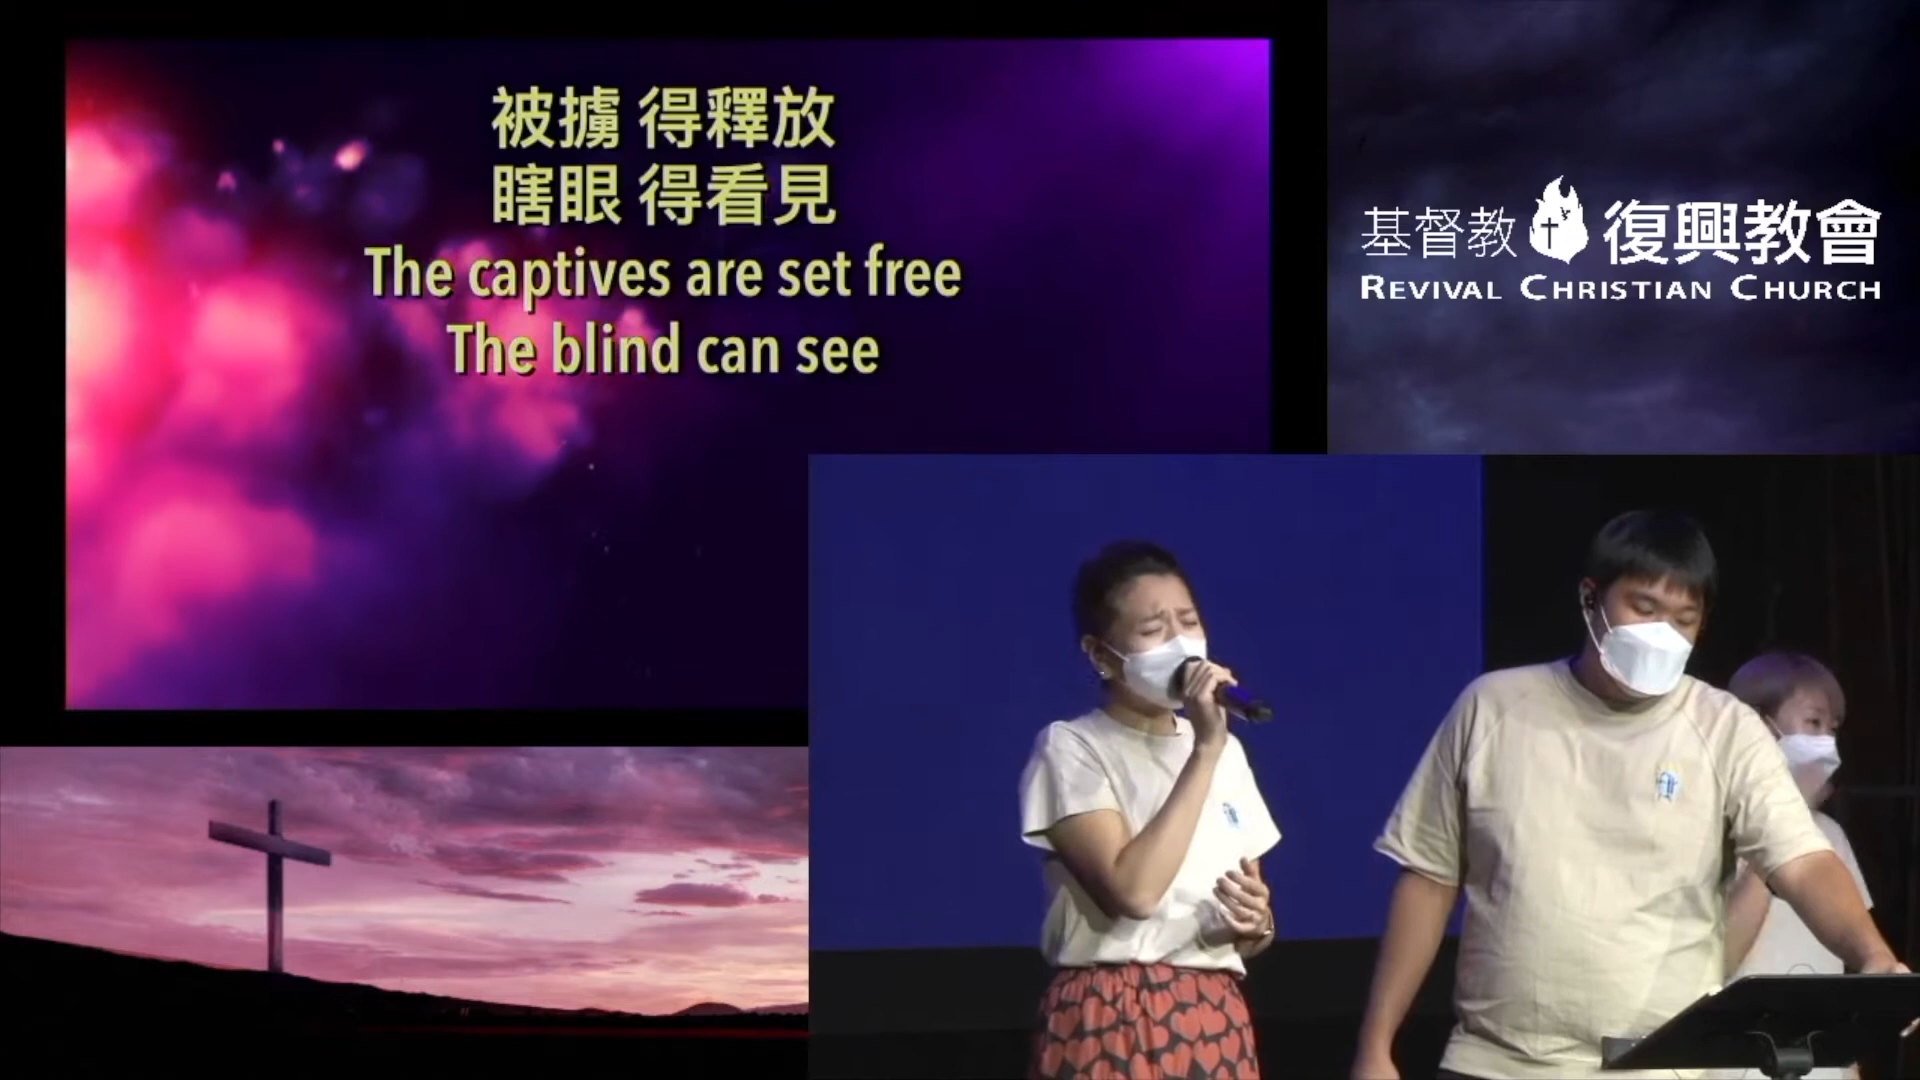 被擄 得釋放
瞎眼 得看見
The captives are set free
The blind can see
基督教 復興教會
REVIVAL CHRISTIAN CHURCH